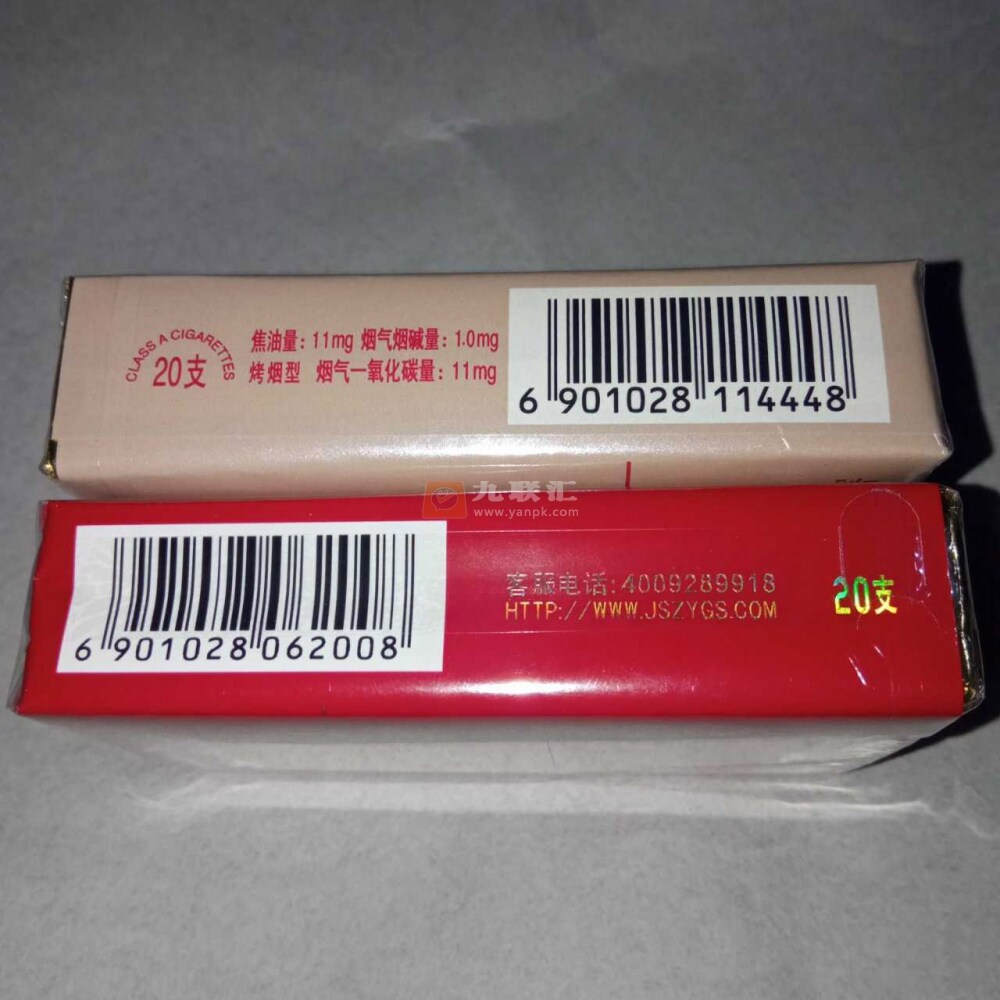 CLASS A CIGARETTES
20支
焦油量：11mg 烟气烟碱量：1.0mg
烤烟型 烟气一氧化碳量：11mg
6 901028 114448
九联汇
www.yanpk.com
6 901028 062008
客服电话:4009289918
HTTP://WWW.JSZYGS.COM
20支